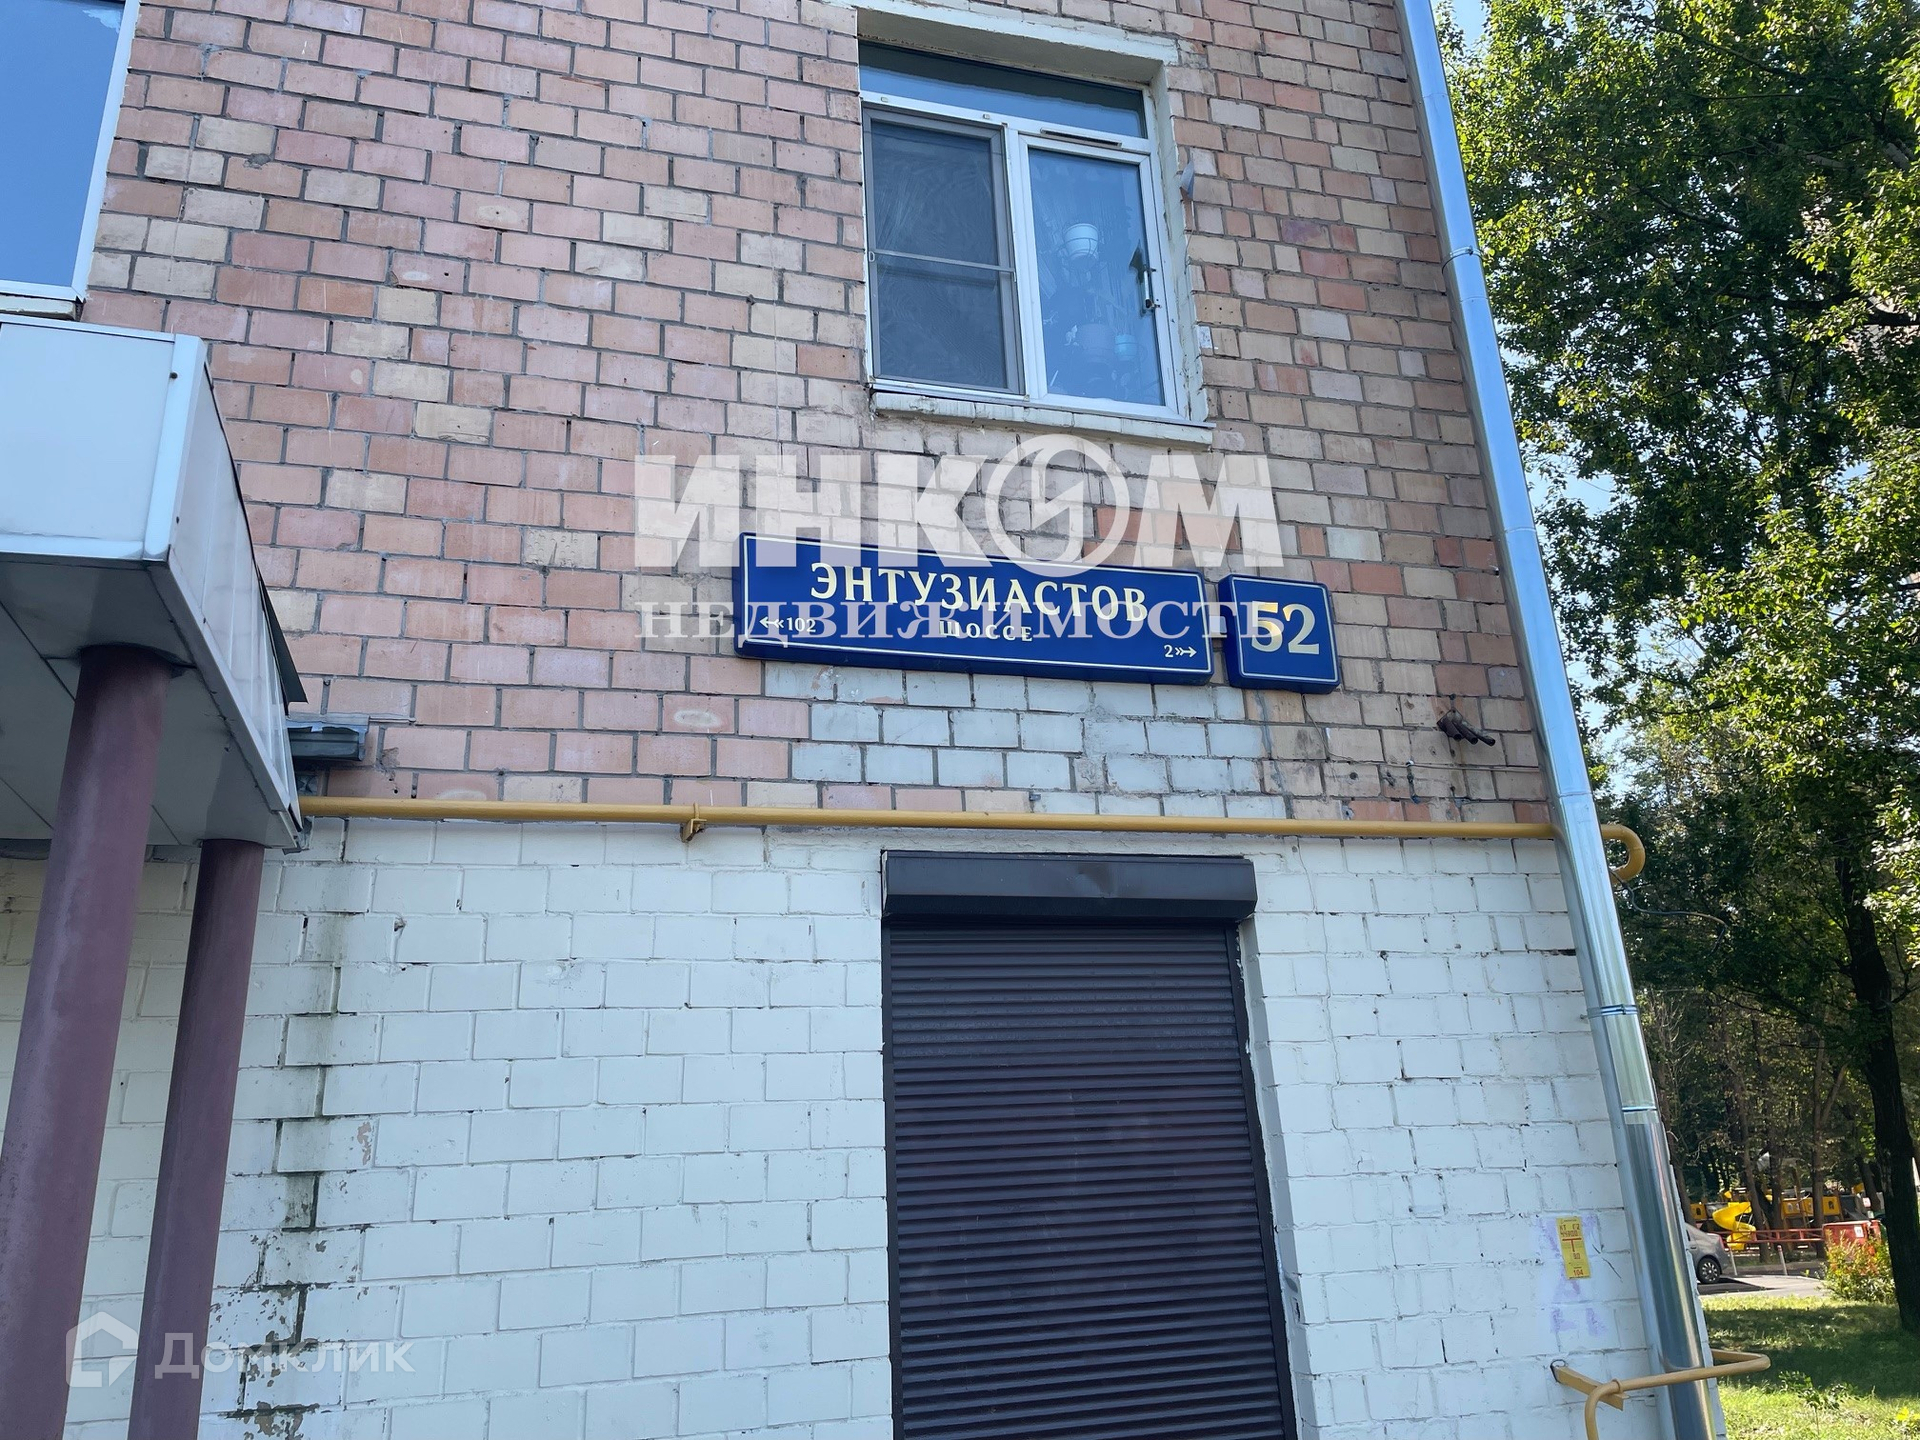 ИНКОМ
НЕДВИЖИМОСТЬ
ЭНТУЗИАСТОВ
ШОССЕ
102
2
52
Домклик